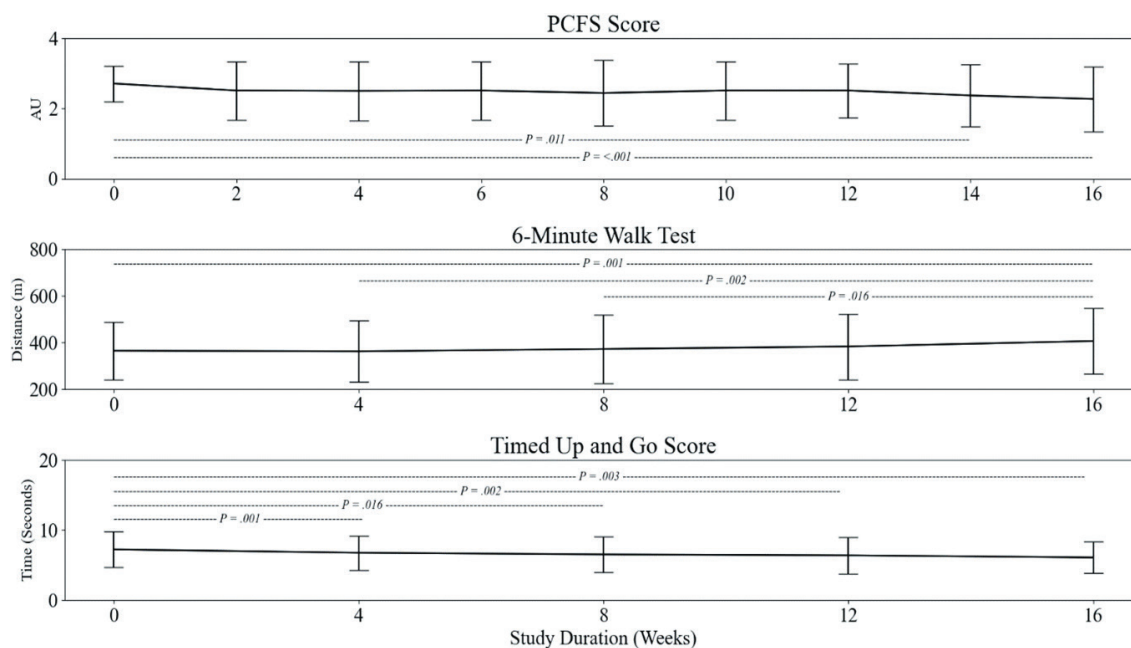 PCFS Score
4
2
0
AU
P = .011
P = <.001
0 2 4 6 8 10 12 14 16
6-Minute Walk Test
800
600
400
200
Distance (m)
P = .001
P = .002
P = .016
0 4 8 12 16
Timed Up and Go Score
20
10
0
Time (Seconds)
P = .003
P = .002
P = .016
P = .001
0 4 8 12 16
Study Duration (Weeks)